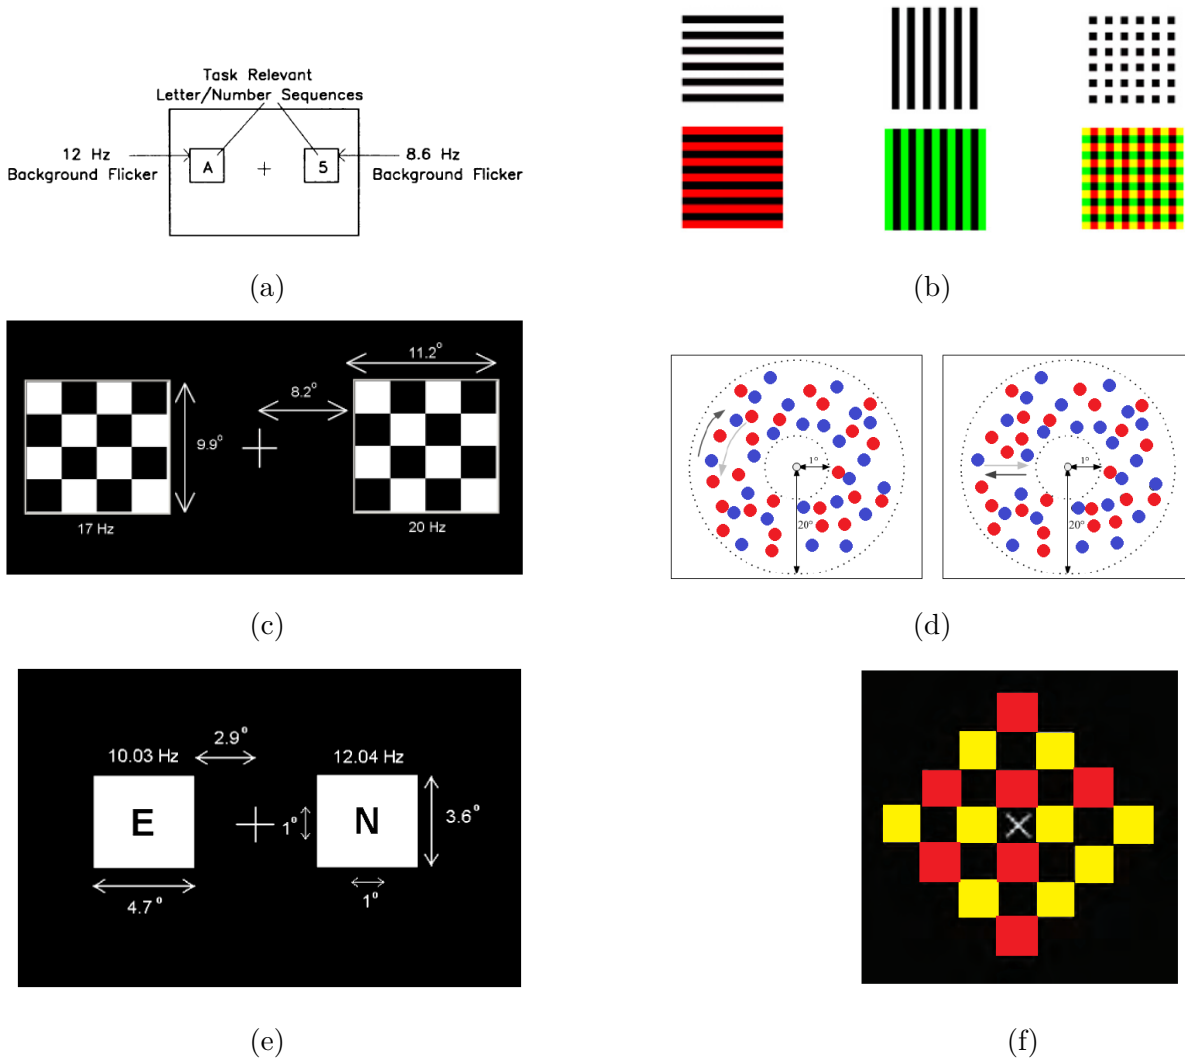 Task Relevant
Letter/Number Sequences
12 Hz
Background Flicker
A
+
5
8.6 Hz
Background Flicker
(a)
(b)
11.2°
8.2°
9.9°
17 Hz
20 Hz
(c)
1°
20°
1°
20°
(d)
10.03 Hz
2.9°
12.04 Hz
E
1°
N
3.6°
4.7°
1°
(e)
(f)